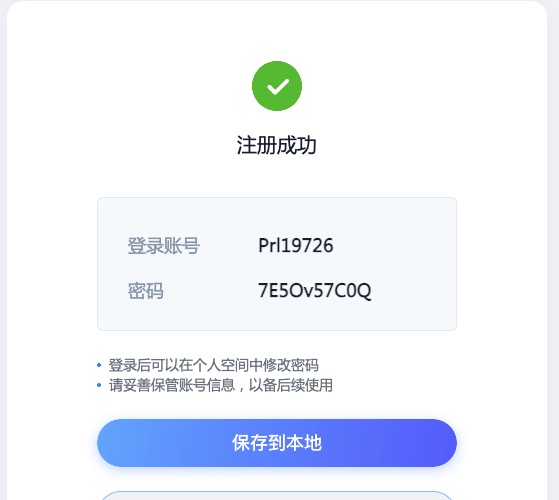 注册成功
登录账号 Prl19726
密码 7E5Ov57C0Q
登录后可以在个人空间中修改密码
请妥善保管账号信息，以备后续使用
保存到本地